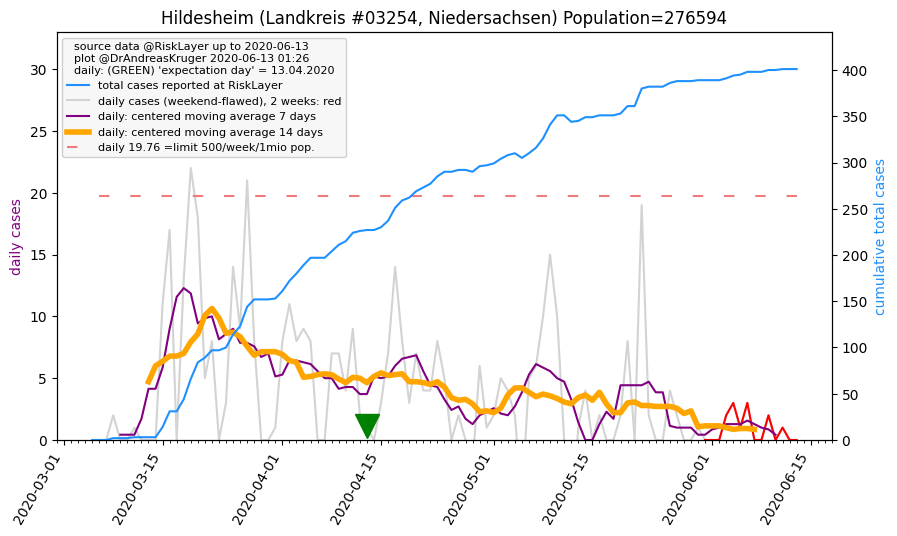 Hildesheim (Landkreis #03254, Niedersachsen) Population=276594
source data @RiskLayer up to 2020-06-13
plot @DrAndreasKruger 2020-06-13 01:26
daily: (GREEN) 'expectation day' = 13.04.2020
total cases reported at RiskLayer
daily cases (weekend-flawed), 2 weeks: red
daily: centered moving average 7 days
daily: centered moving average 14 days
daily 19.76 =limit 500/week/1mio pop.
daily cases
30
25
20
15
10
5
0
cumulative total cases
400
350
300
250
200
150
100
50
0
2020-03-01
2020-03-15
2020-04-01
2020-04-15
2020-05-01
2020-05-15
2020-06-01
2020-06-15